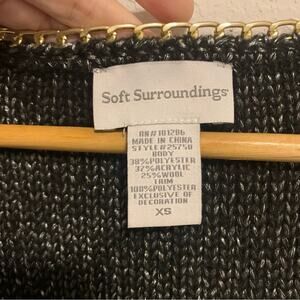 Soft Surroundings
RN#101286
MADE IN CHINA
STYLE#25750
BODY
38%POLYESTER
37%ACRYLIC
25%WOOL
TRIM
100%POLYESTER
EXCLUSIVE OF
DECORATION
XS